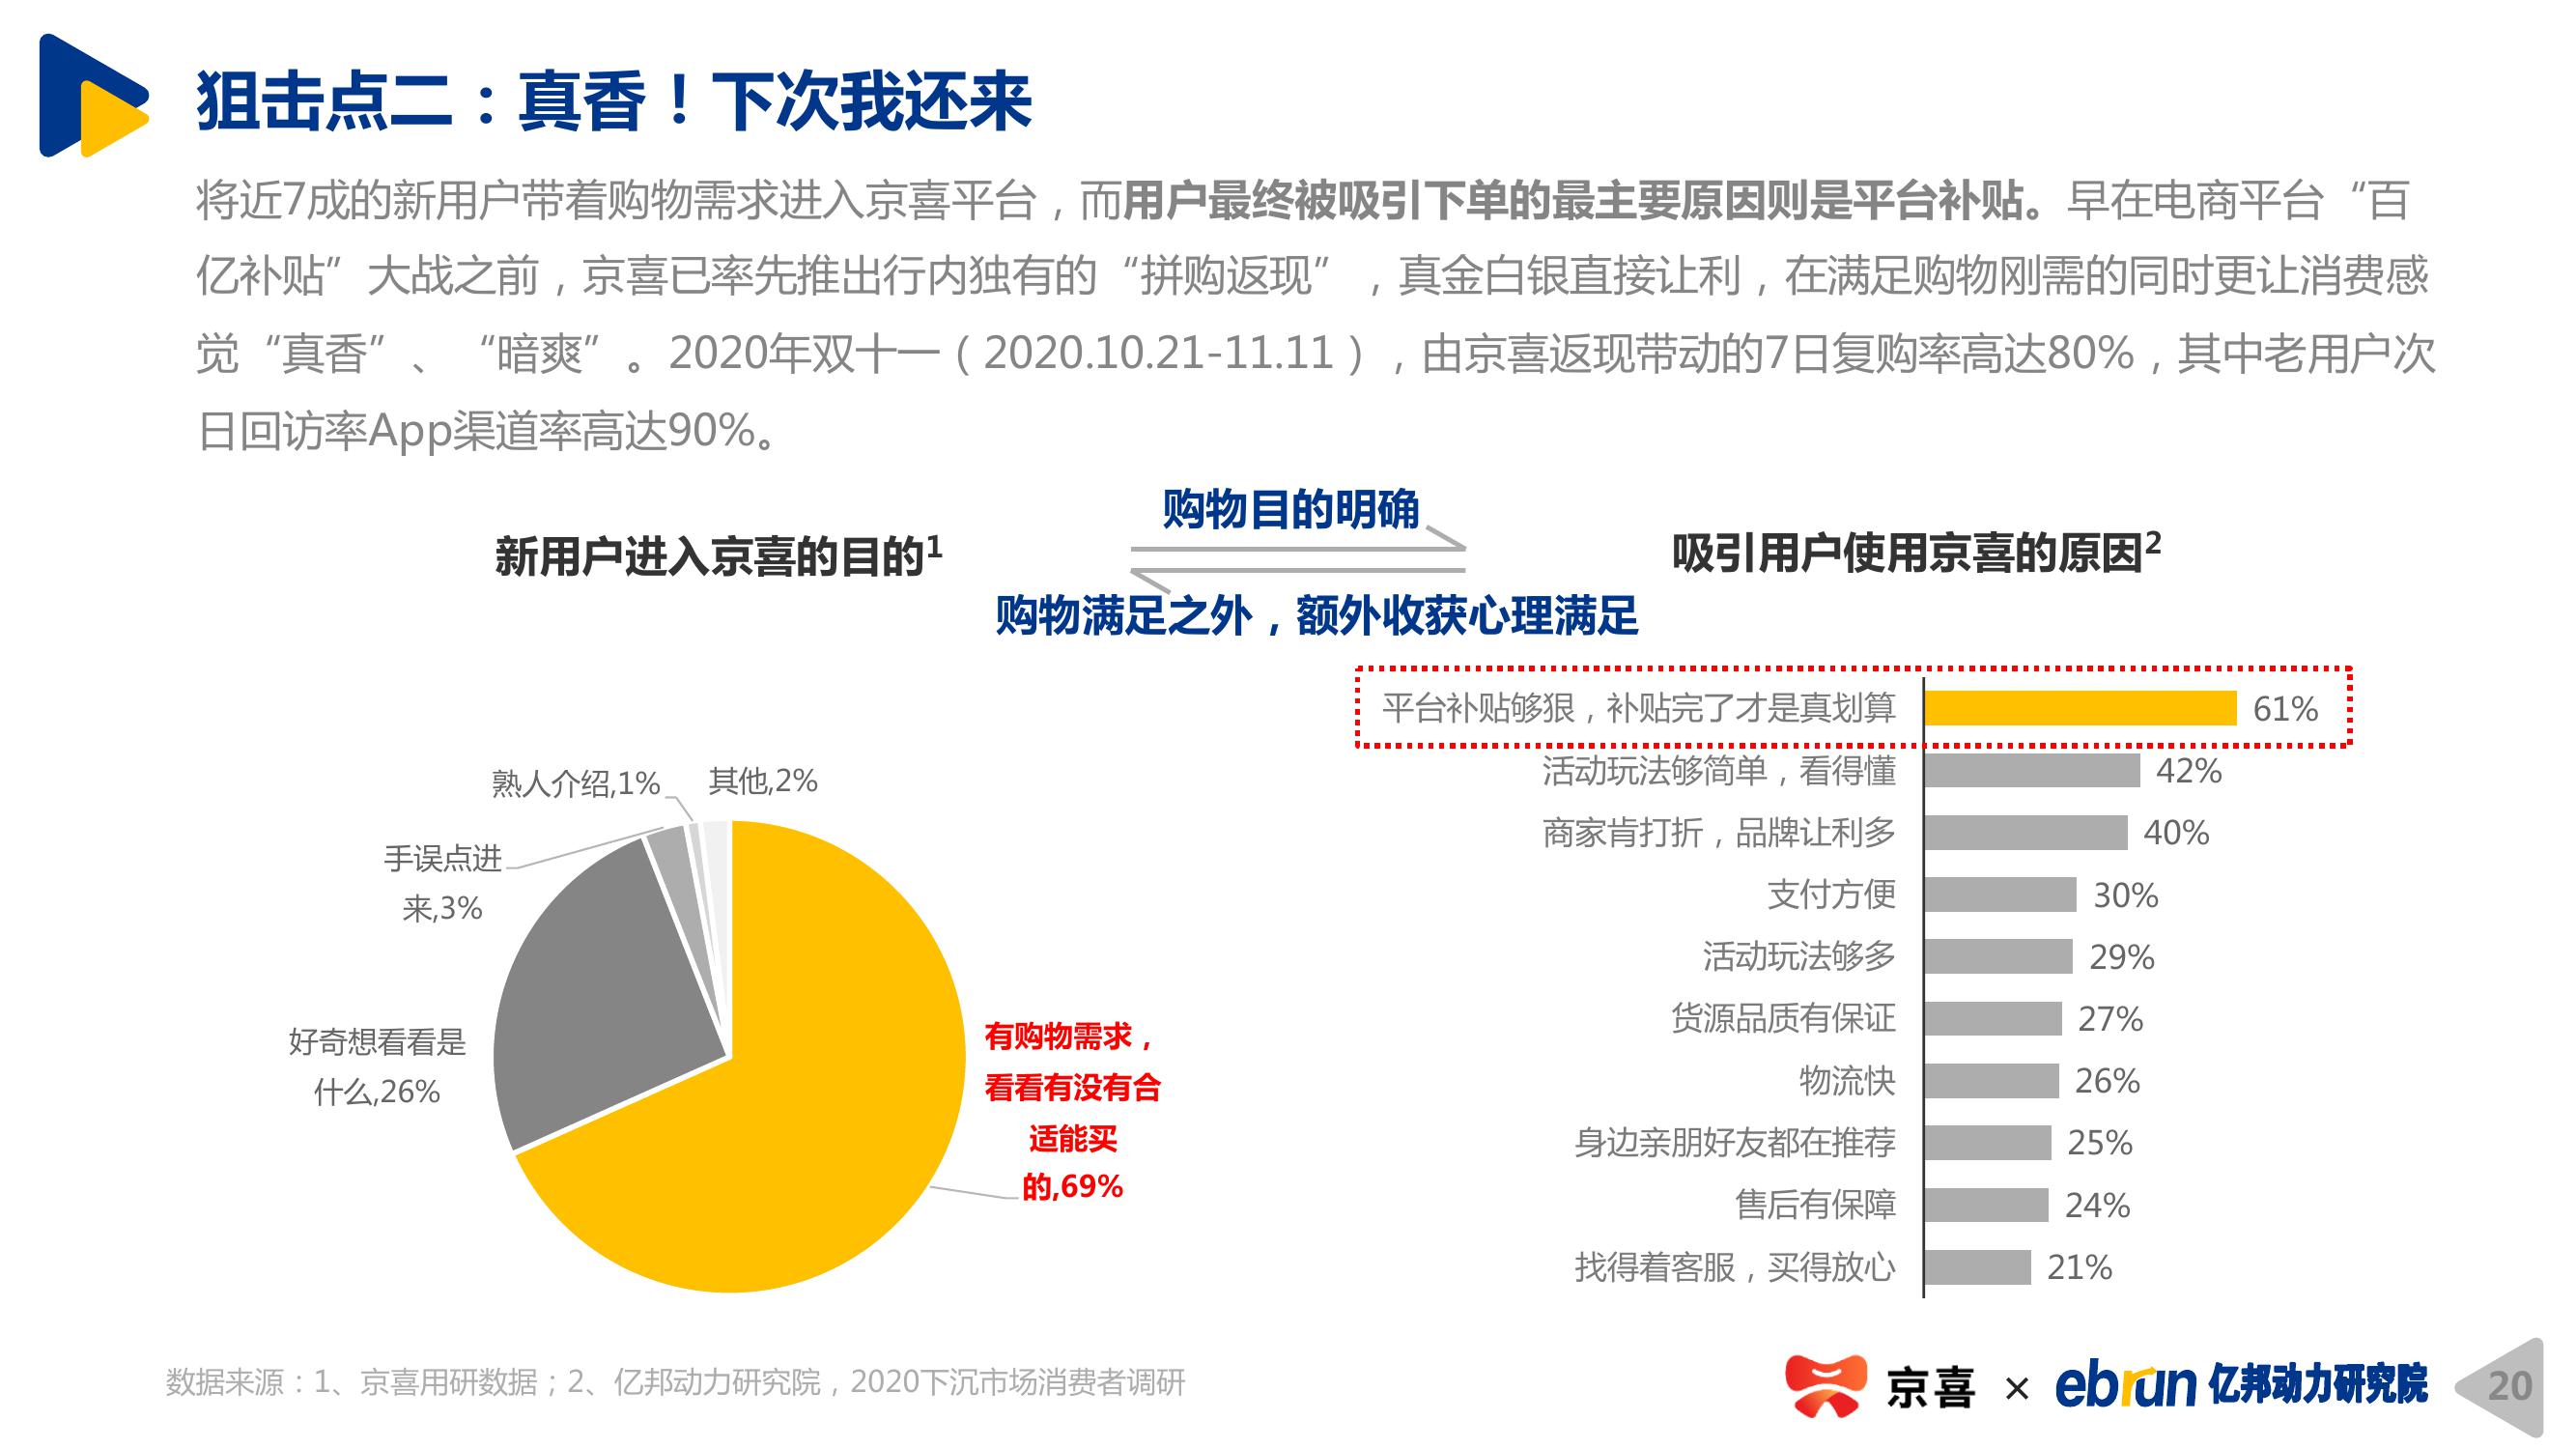 狙击点二：真香！下次我还来
将近7成的新用户带着购物需求进入京喜平台，而用户最终被吸引下单的最主要原因则是平台补贴。早在电商平台“百
亿补贴”大战之前，京喜已率先推出行内独有的“拼购返现”，真金白银直接让利，在满足购物刚需的同时更让消费感
觉“真香”、“暗爽”。2020年双十一（2020.10.21-11.11），由京喜返现带动的7日复购率高达80%，其中老用户次
日回访率App渠道率高达90%。
购物目的明确
新用户进入京喜的目的1
吸引用户使用京喜的原因2
购物满足之外，额外收获心理满足
熟人介绍,1%
其他,2%
手误点进
来,3%
好奇想看看是
什么,26%
有购物需求，
看看有没有合
适能买
的,69%
平台补贴够狠，补贴完了才是真划算 61%
活动玩法够简单，看得懂 42%
商家肯打折，品牌让利多 40%
支付方便 30%
活动玩法够多 29%
货源品质有保证 27%
物流快 26%
身边亲朋好友都在推荐 25%
售后有保障 24%
找得着客服，买得放心 21%
数据来源：1、京喜用研数据；2、亿邦动力研究院，2020下沉市场消费者调研
京喜 × ebrun 亿邦动力研究院
20